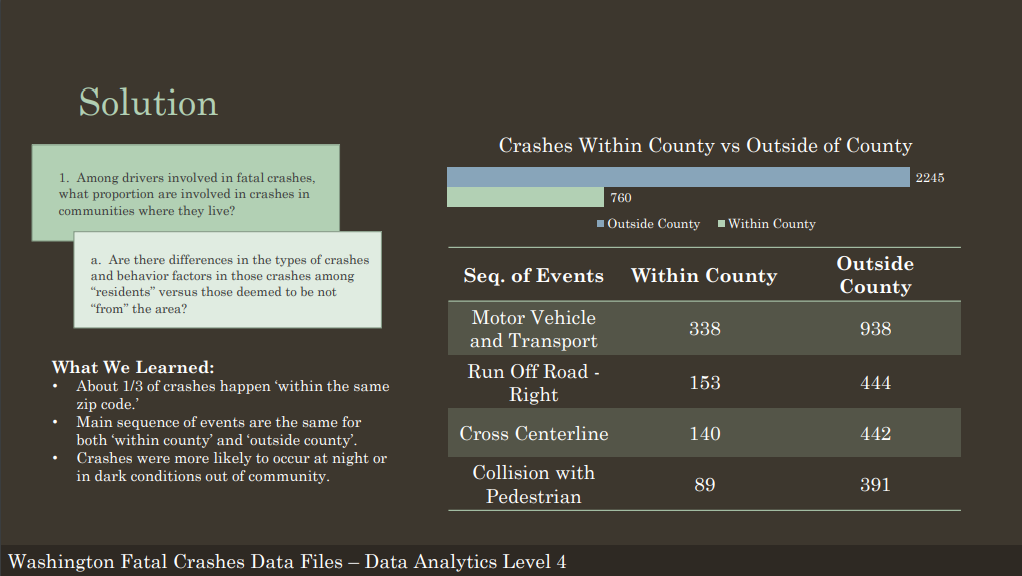 Solution
1. Among drivers involved in fatal crashes,
what proportion are involved in crashes in
communities where they live?
a. Are there differences in the types of crashes
and behavior factors in those crashes among
“residents” versus those deemed to be not
“from” the area?
What We Learned:
• About 1/3 of crashes happen ‘within the same
zip code.’
• Main sequence of events are the same for
both ‘within county’ and ‘outside county’.
• Crashes were more likely to occur at night or
in dark conditions out of community.
Crashes Within County vs Outside of County
2245
760
Outside County Within County
Seq. of Events Within County Outside
County
Motor Vehicle
and Transport 338 938
Run Off Road -
Right 153 444
Cross Centerline 140 442
Collision with
Pedestrian 89 391
Washington Fatal Crashes Data Files – Data Analytics Level 4